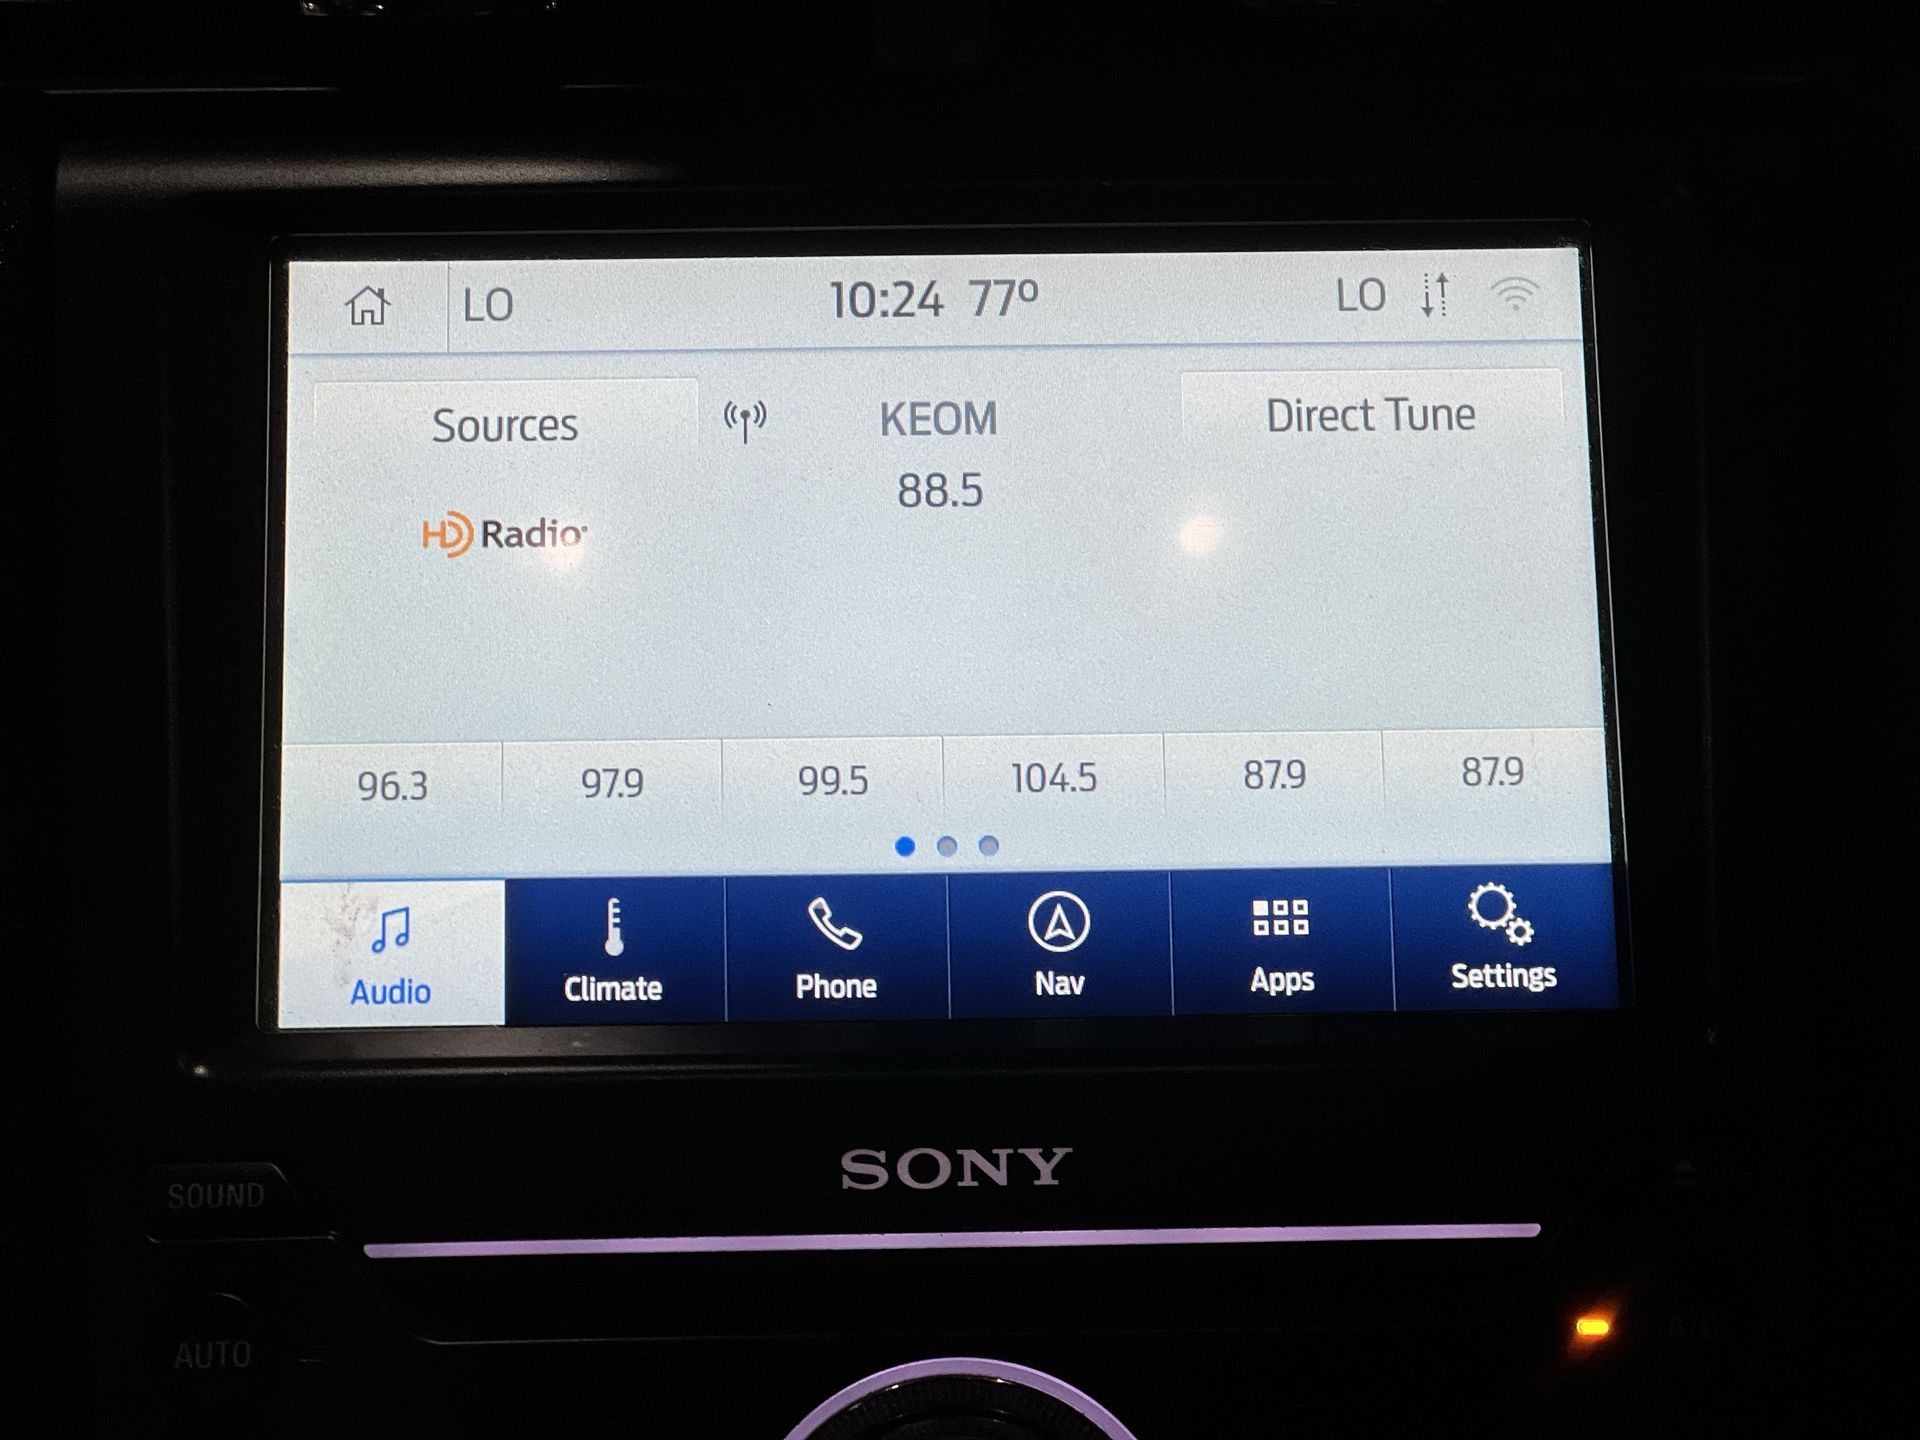 LO 10:24 77° LO
Sources KEOM Direct Tune
88.5
HD Radio
96.3 97.9 99.5 104.5 87.9 87.9
Audio Climate Phone Nav Apps Settings
SONY
SOUND
AUTO
A/C